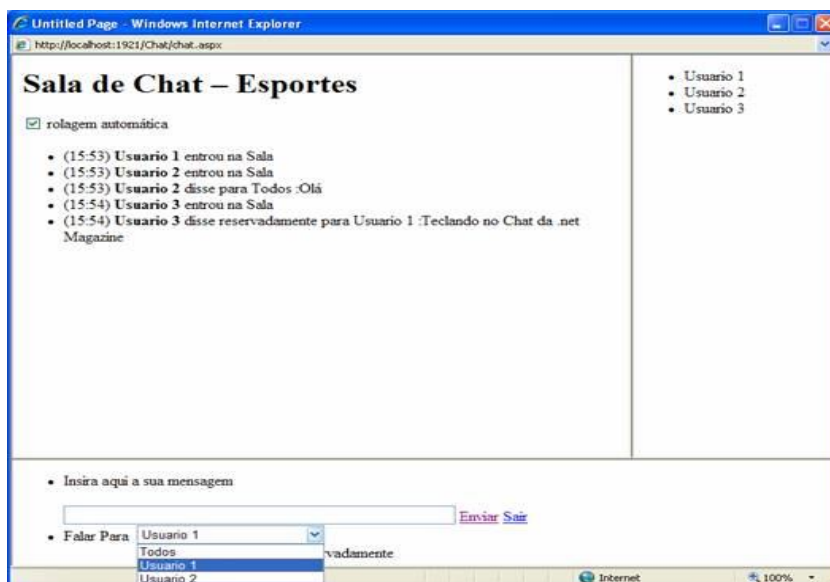 Untitled Page - Windows Internet Explorer
http://localhost:1921/Chat/chat.aspx
Sala de Chat – Esportes
rolagem automática
(15:53) Usuario 1 entrou na Sala
(15:53) Usuario 2 entrou na Sala
(15:53) Usuario 2 disse para Todos :Olá
(15:54) Usuario 3 entrou na Sala
(15:54) Usuario 3 disse reservadamente para Usuario 1 :Teclando no Chat da .net
Magazine
Usuario 1
Usuario 2
Usuario 3
Insira aqui a sua mensagem
Enviar Sair
Falar Para Usuario 1
Todos
vadamente
Usuario 1
Usuario 2
Internet
100%